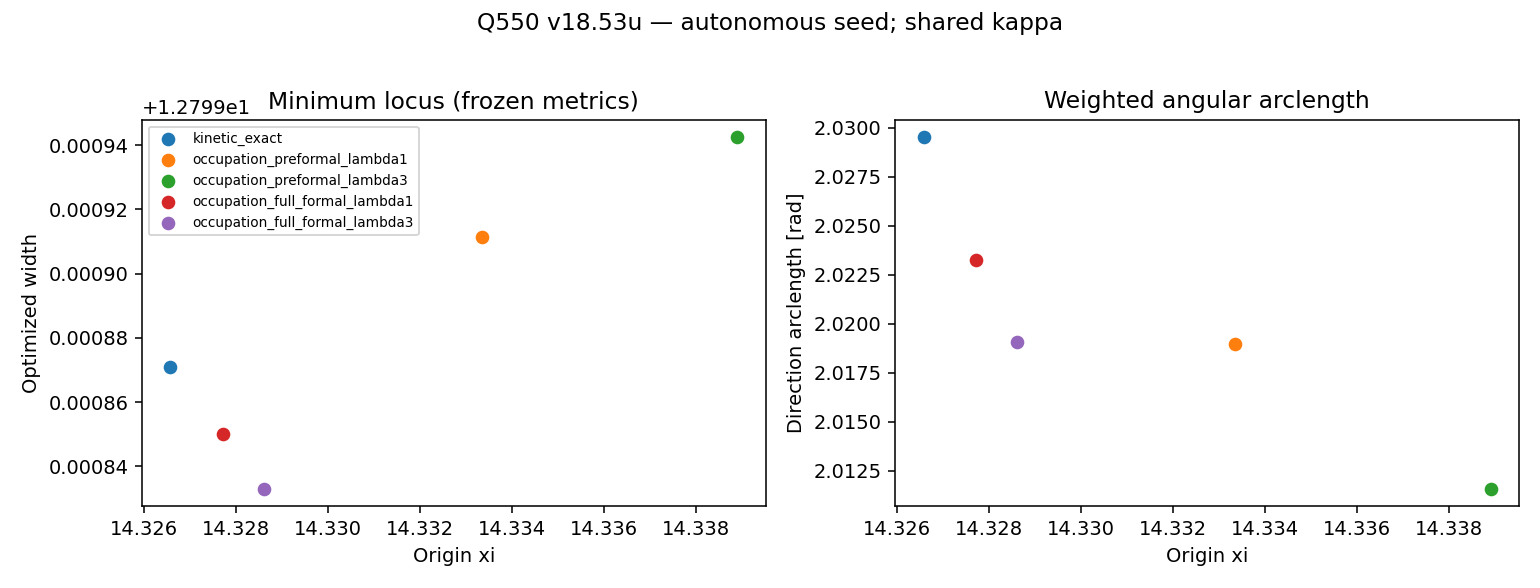 Q550 v18.53u — autonomous seed; shared kappa
+1.2799e1
Minimum locus (frozen metrics)
kinetic_exact
occupation_preformal_lambda1
occupation_preformal_lambda3
occupation_full_formal_lambda1
occupation_full_formal_lambda3
0.00094
0.00092
0.00090
0.00088
0.00086
0.00084
Optimized width
14.326 14.328 14.330 14.332 14.334 14.336 14.338
Origin xi
Weighted angular arclength
2.0300
2.0275
2.0250
2.0225
2.0200
2.0175
2.0150
2.0125
Direction arclength [rad]
14.326 14.328 14.330 14.332 14.334 14.336 14.338
Origin xi